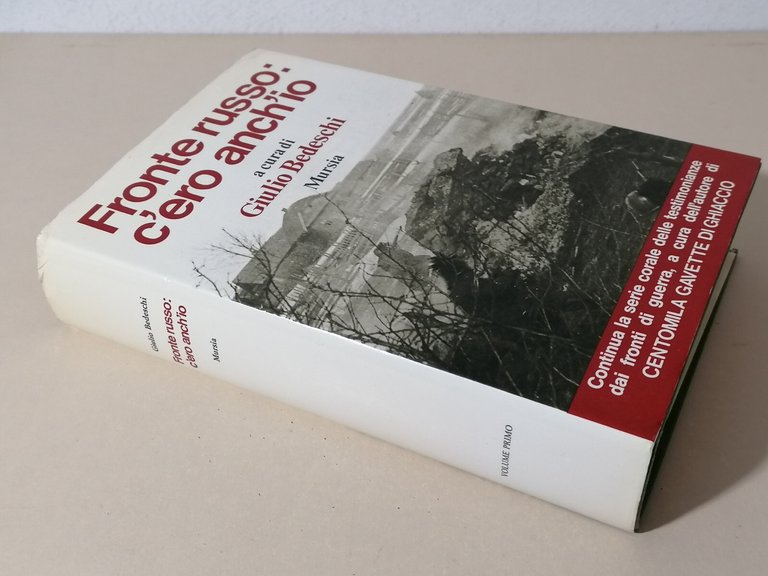 Fronte russo:
c'ero anch'io
a cura di
Giulio Bedeschi
Mursia
Continua la serie corale delle testimonianze
dai fronti di guerra, a cura dell'autore di
CENTOMILA GAVETTE DI GHIACCIO
Giulio Bedeschi
Fronte russo:
c'ero anch'io
Mursia
VOLUME PRIMO